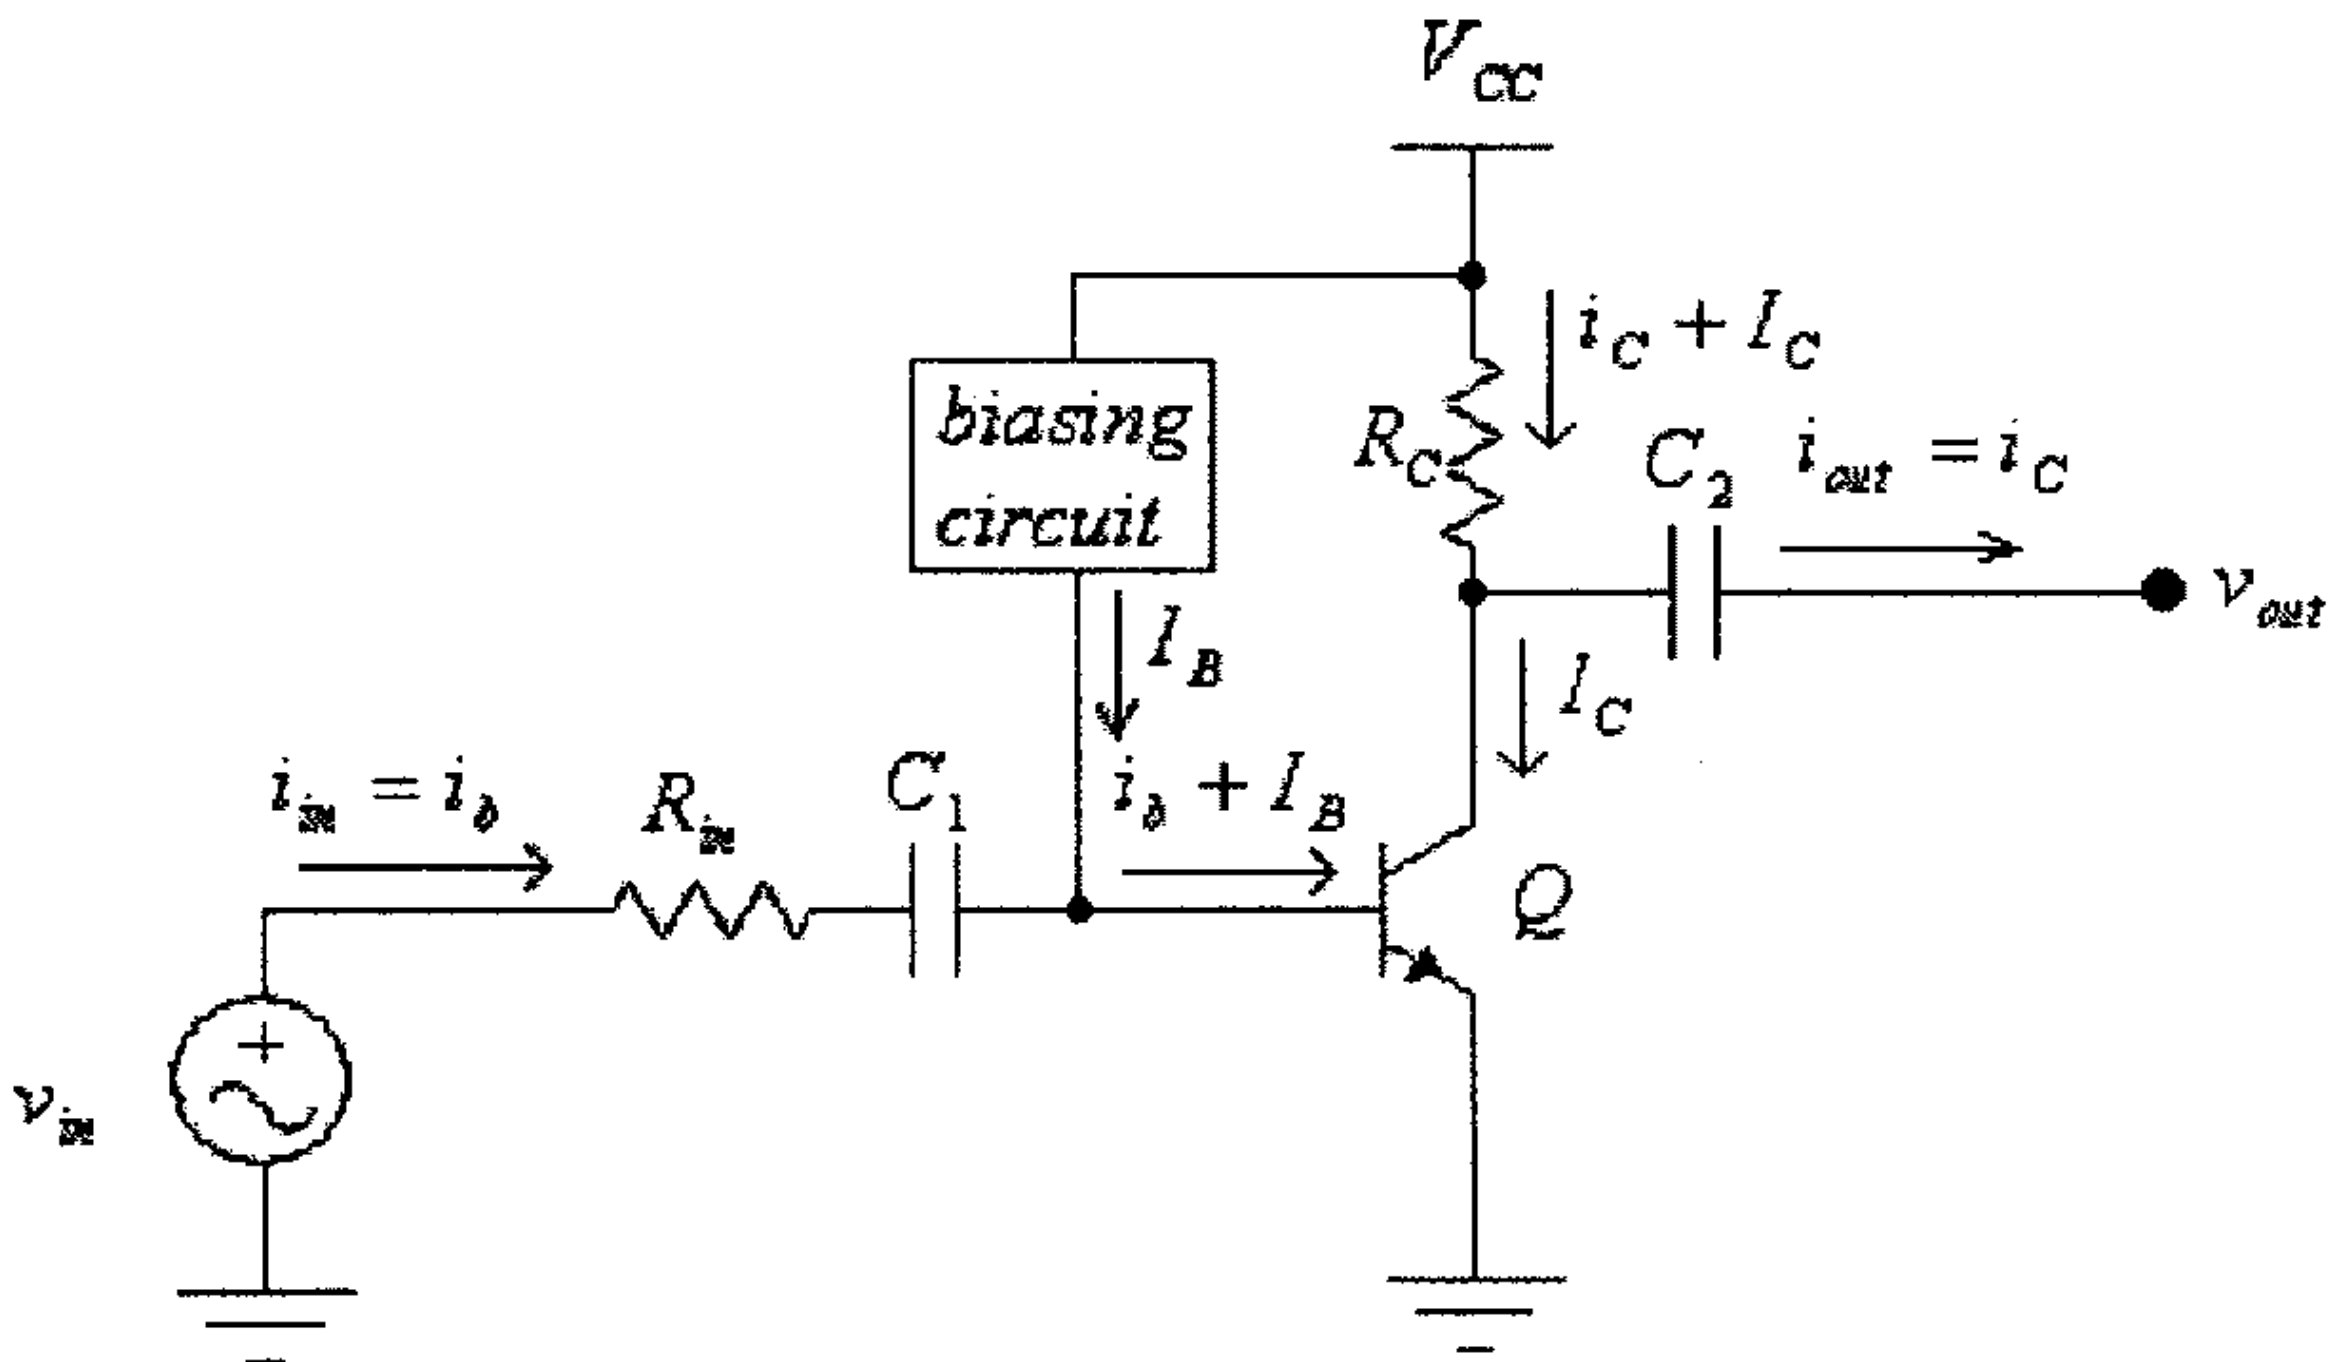 V_CC
i_C + I_C
biasing
circuit
R_C
C_2
i_out = i_C
v_out
I_B
I_C
i_in = i_b
R_in
C_1
i_b + I_B
Q
+
v_in